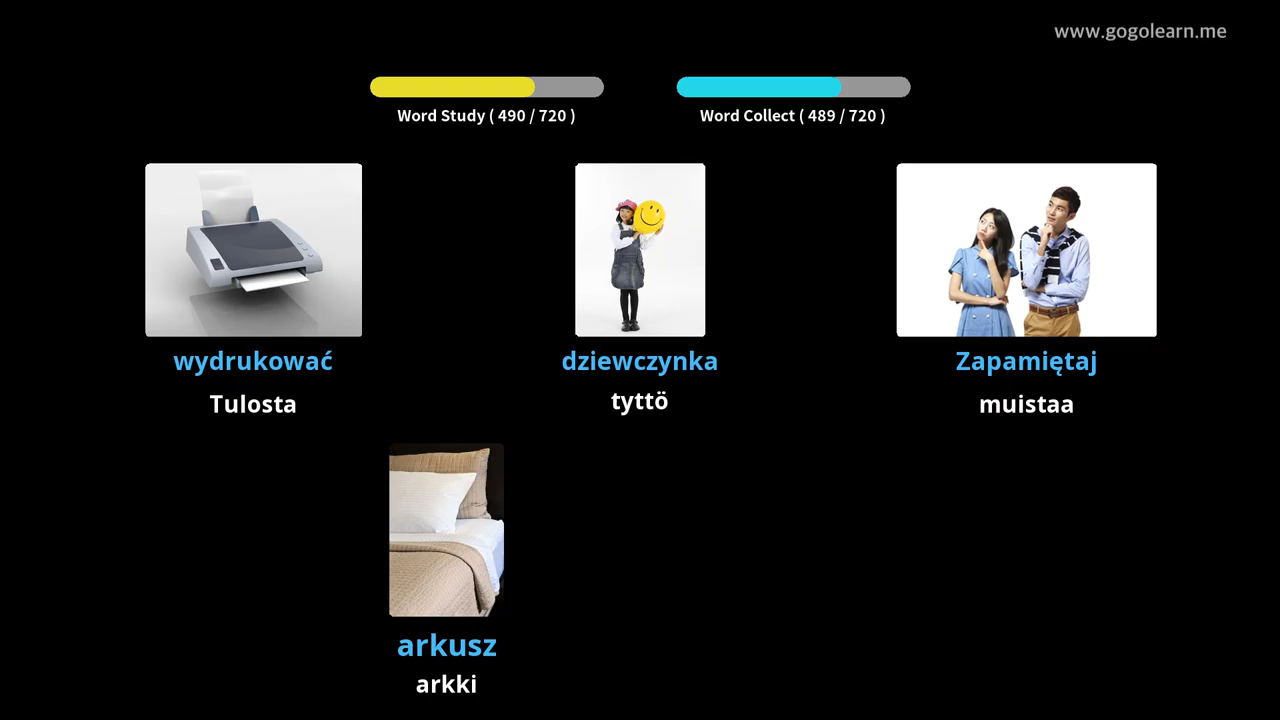 www.gogolearn.me
Word Study ( 490 / 720 )
Word Collect ( 489 / 720 )
wydrukować
Tulosta
dziewczynka
tyttö
Zapamiętaj
muistaa
arkusz
arkki